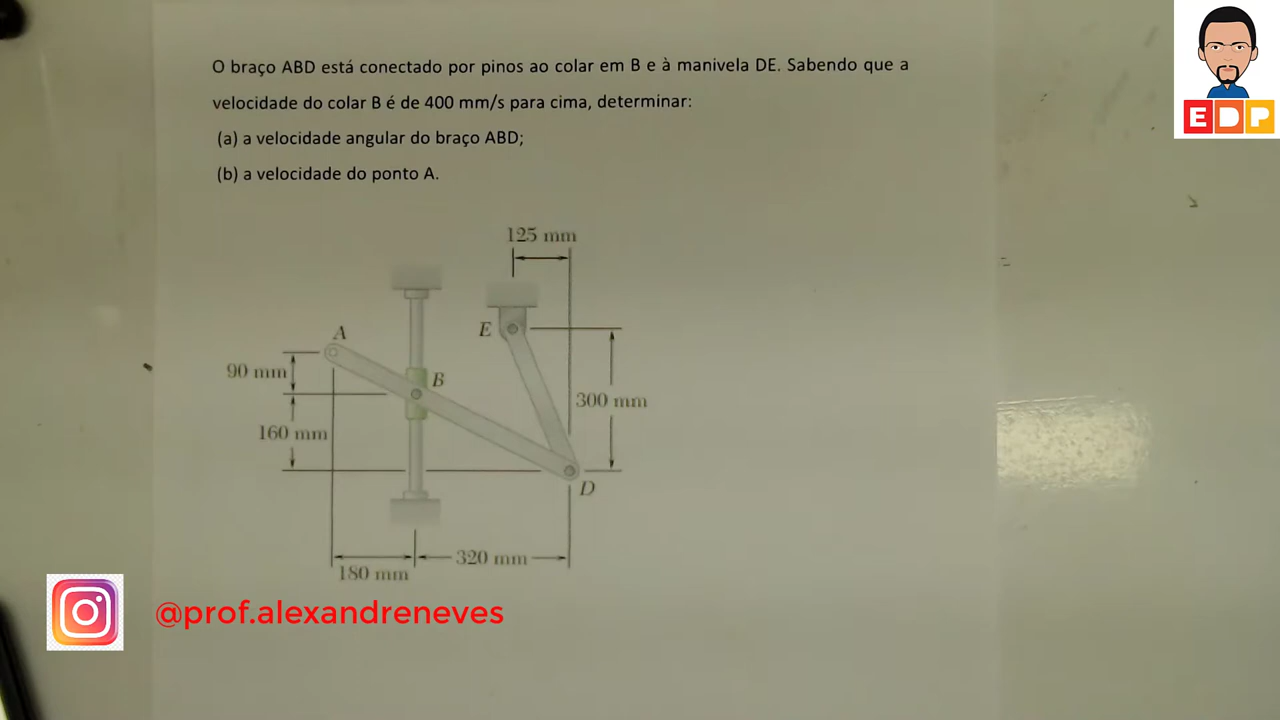 O braço ABD está conectado por pinos ao colar em B e à manivela DE. Sabendo que a
velocidade do colar B é de 400 mm/s para cima, determinar:
(a) a velocidade angular do braço ABD;
(b) a velocidade do ponto A.
EDP
125 mm
A
E
90 mm
B
300 mm
160 mm
D
320 mm
180 mm
@prof.alexandreneves